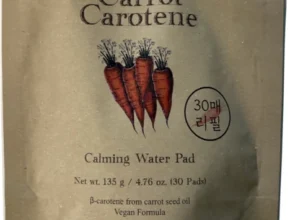 Carrot
Carotene
30매
리필
Calming Water Pad
Net wt. 135 g / 4.76 oz. (30 Pads)
β-carotene from carrot seed oil
Vegan Formula